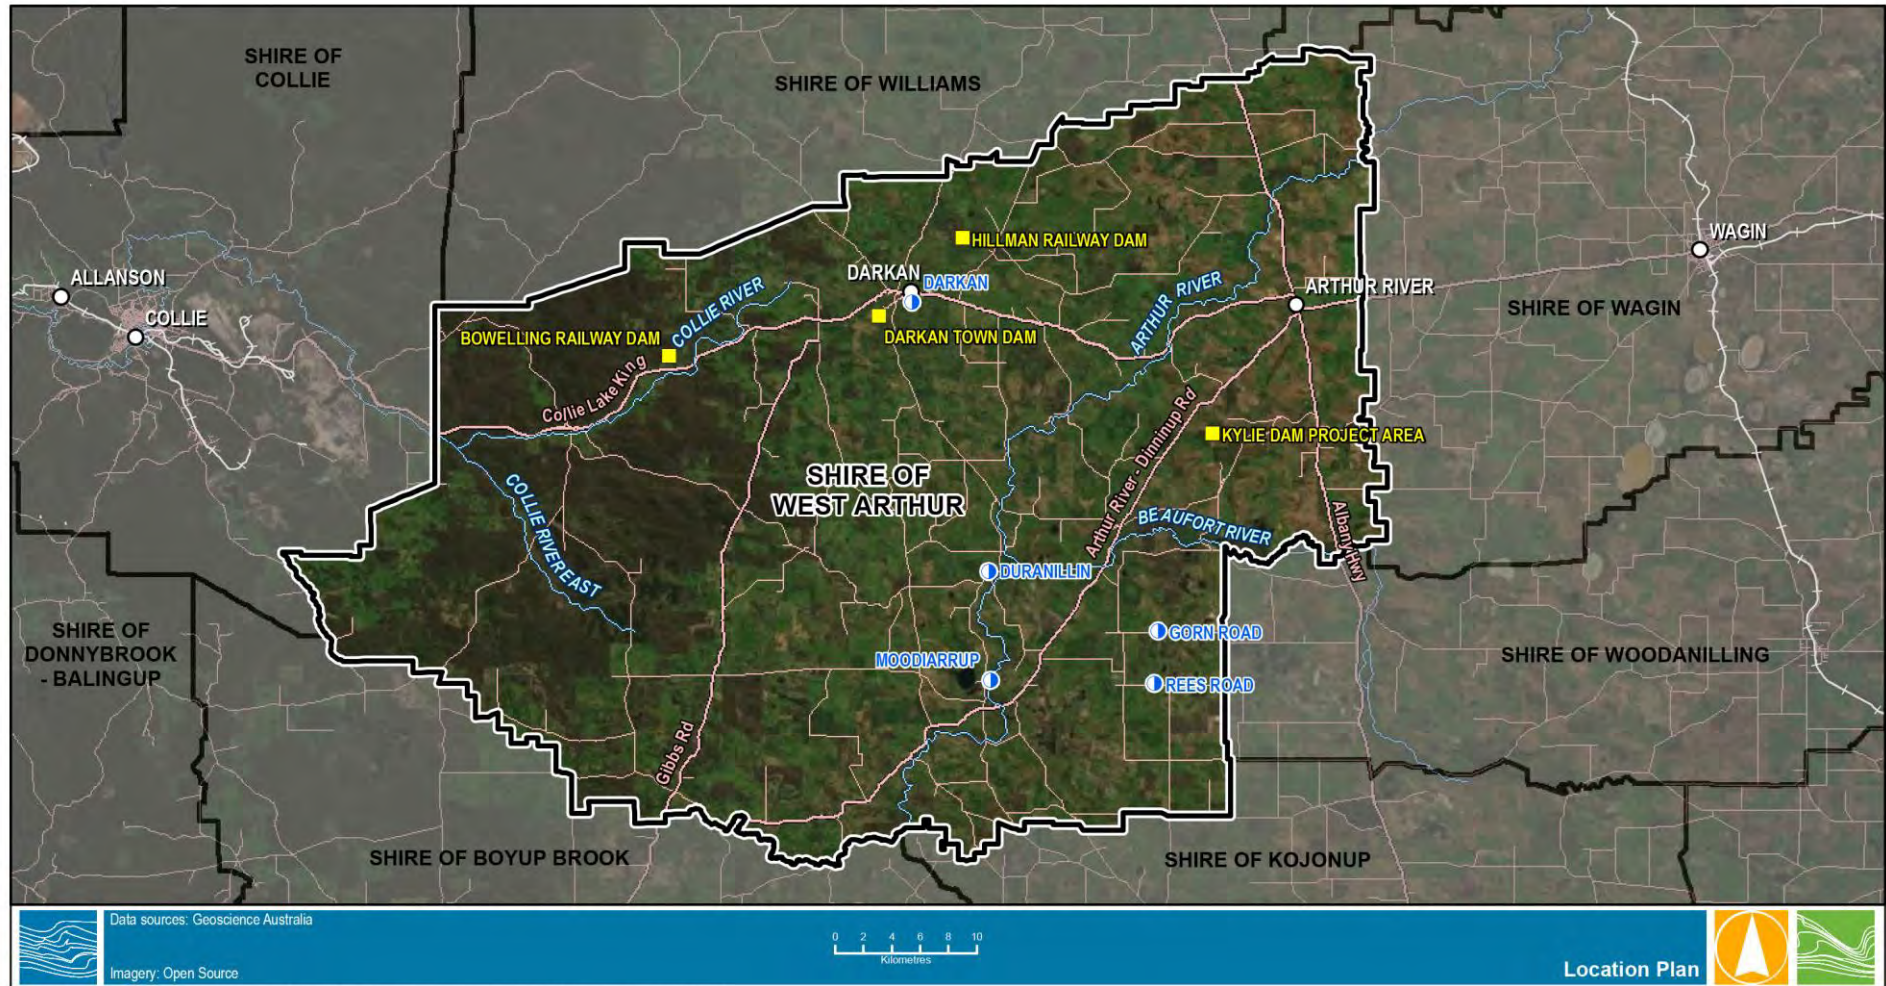 SHIRE OF
COLLIE
SHIRE OF WILLIAMS
ALLANSON
COLLIE
HILLMAN RAILWAY DAM
WAGIN
DARKAN
DARKAN
COLLIE RIVER
ARTHUR RIVER
ARTHUR RIVER
SHIRE OF WAGIN
BOWELLING RAILWAY DAM
DARKAN TOWN DAM
Collie Lake King
Arthur River - Dinninup Rd
KYLIE DAM PROJECT AREA
SHIRE OF
WEST ARTHUR
COLLIE RIVER EAST
BEAUFORT RIVER
Albany Hwy
DURANILLIN
SHIRE OF
DONNYBROOK
- BALINGUP
GORN ROAD
MOODIARRUP
REES ROAD
SHIRE OF WOODANILLING
Gibbs Rd
SHIRE OF BOYUP BROOK
SHIRE OF KOJONUP
Data sources: Geoscience Australia
0 2 4 6 8 10
Kilometres
Imagery: Open Source
Location Plan